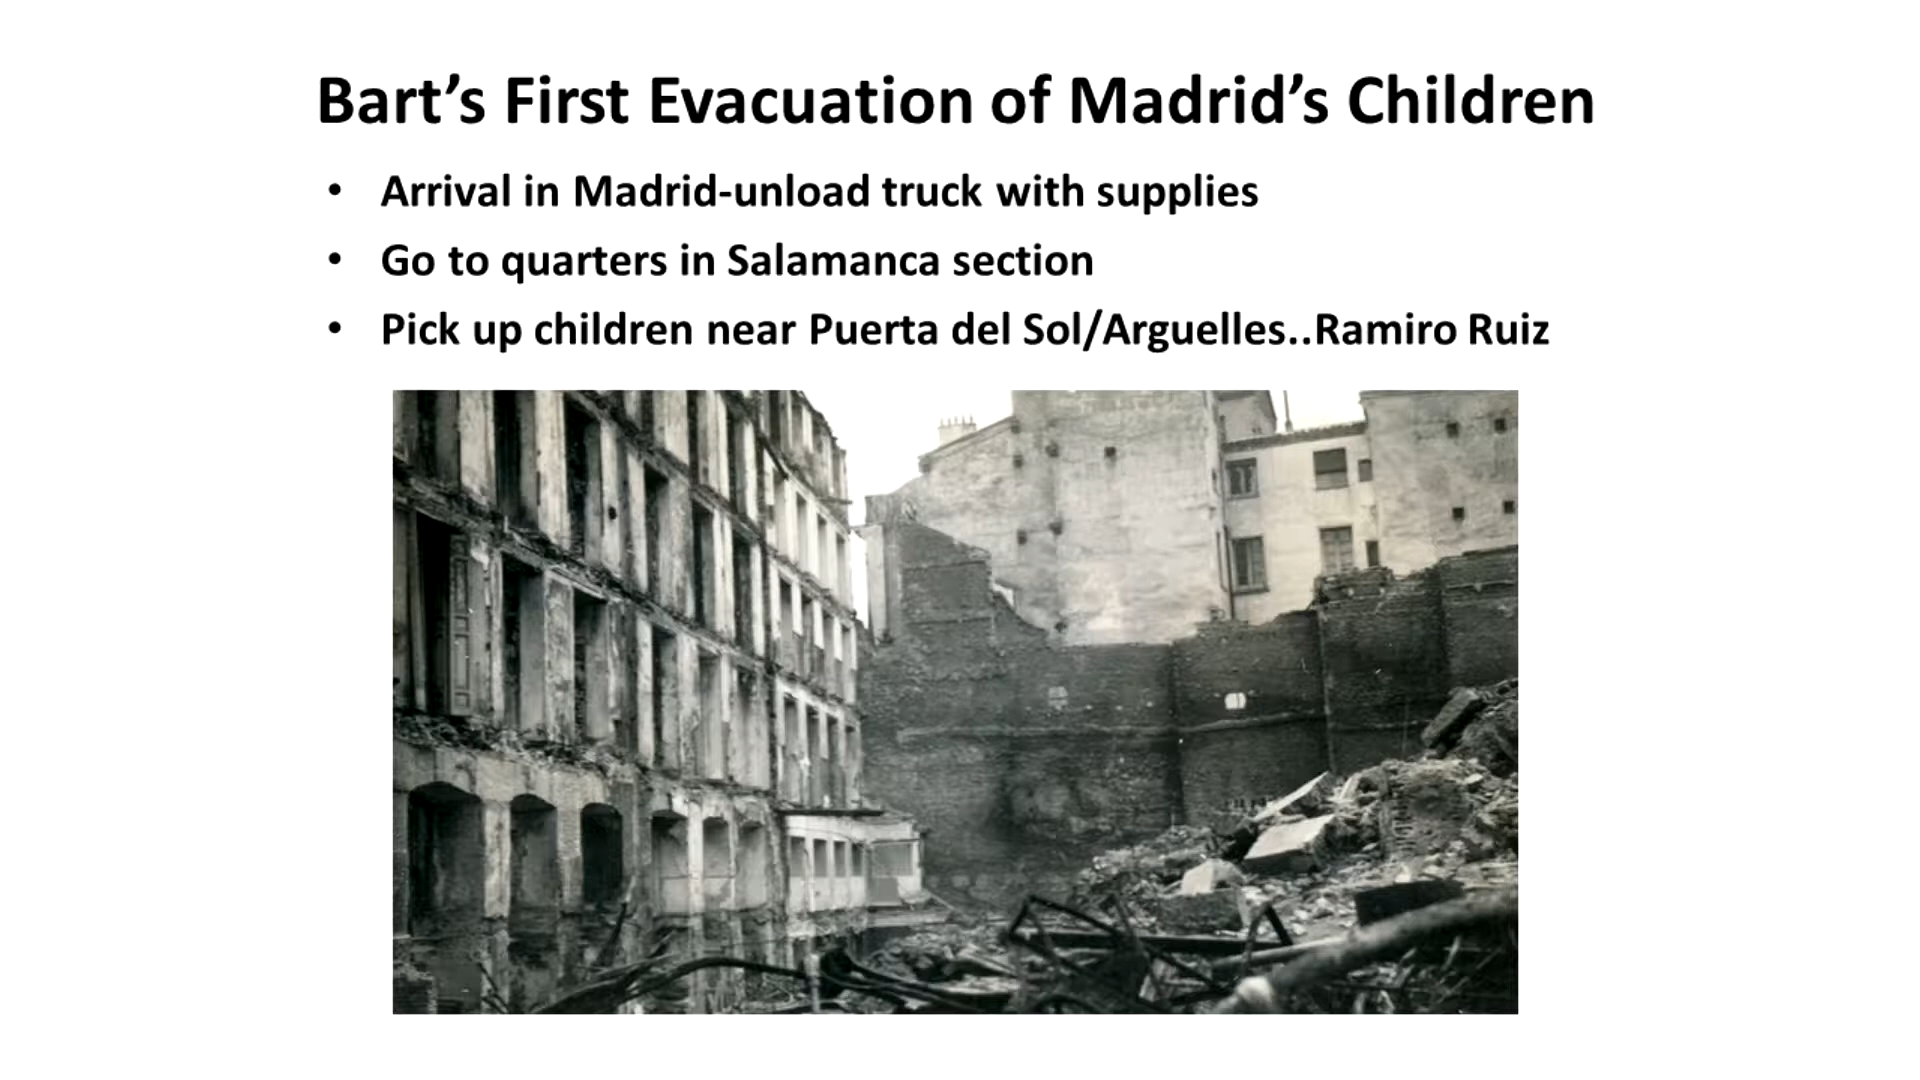 Bart’s First Evacuation of Madrid’s Children
• Arrival in Madrid-unload truck with supplies
• Go to quarters in Salamanca section
• Pick up children near Puerta del Sol/Arguelles..Ramiro Ruiz